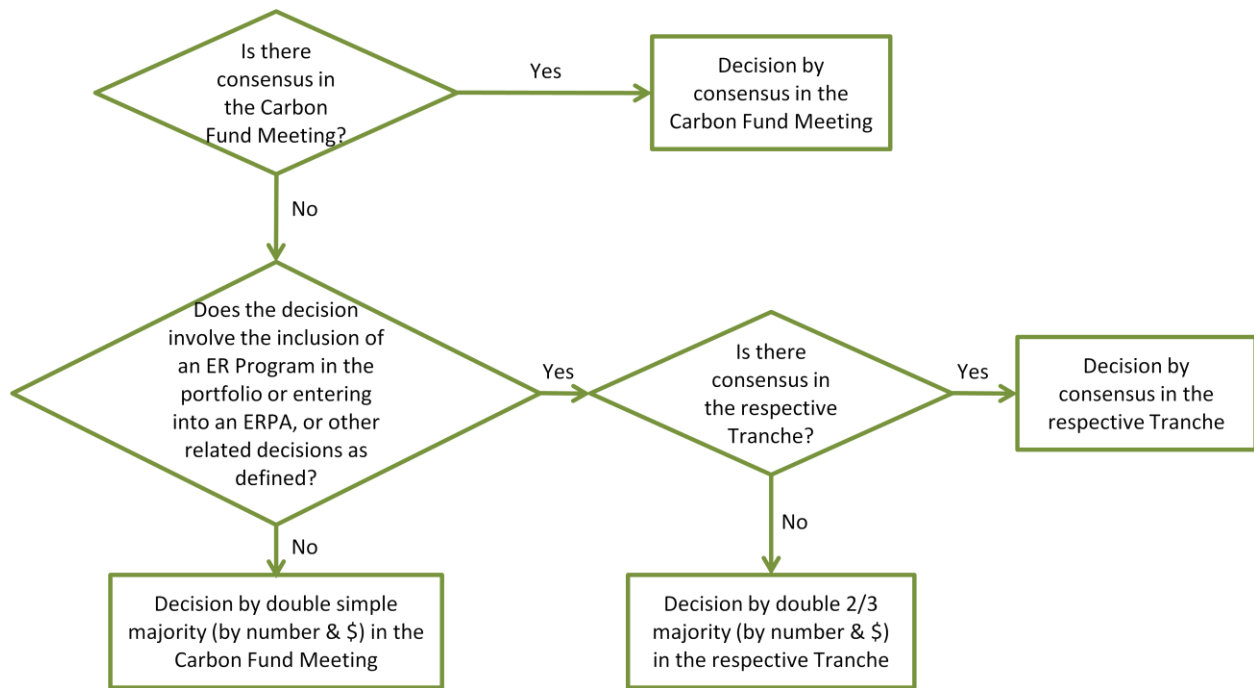 Is there
consensus in
the Carbon
Fund Meeting?
Yes
Decision by
consensus in the
Carbon Fund Meeting
No
Does the decision
involve the inclusion of
an ER Program in the
portfolio or entering
into an ERPA, or other
related decisions as
defined?
Yes
Is there
consensus in
the respective
Tranche?
Yes
Decision by
consensus in the
respective Tranche
No
Decision by double simple
majority (by number & $) in the
Carbon Fund Meeting
No
Decision by double 2/3
majority (by number & $)
in the respective Tranche